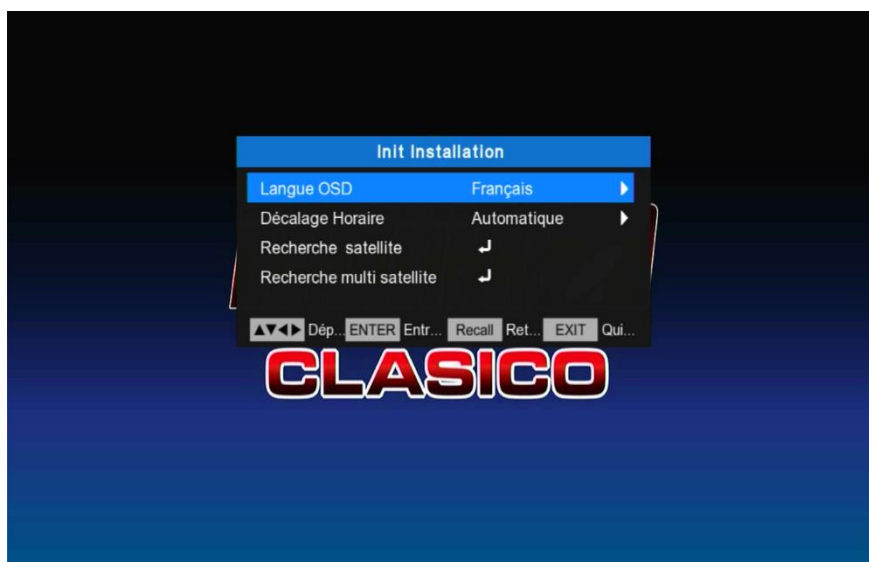 Init Installation
Langue OSD Français
Décalage Horaire Automatique
Recherche satellite
Recherche multi satellite
Dép... ENTER Entr... Recall Ret... EXIT Qui...
CLASICO